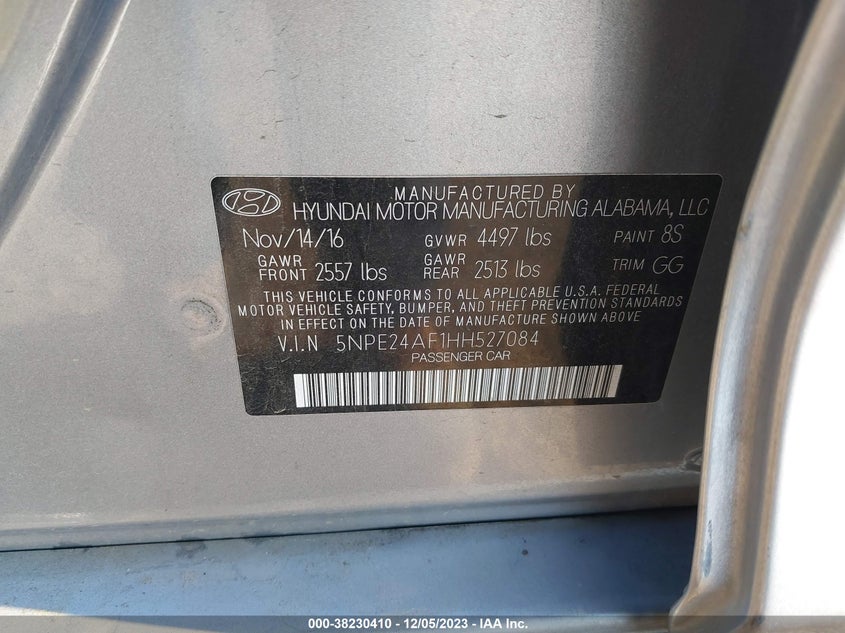 MANUFACTURED BY
HYUNDAI MOTOR MANUFACTURING ALABAMA, LLC
Nov/14/16 GVWR 4497 lbs PAINT 8S
GAWR FRONT 2557 lbs GAWR REAR 2513 lbs TRIM GG
THIS VEHICLE CONFORMS TO ALL APPLICABLE U.S.A. FEDERAL
MOTOR VEHICLE SAFETY, BUMPER, AND THEFT PREVENTION STANDARDS
IN EFFECT ON THE DATE OF MANUFACTURE SHOWN ABOVE
V.I.N 5NPE24AF1HH527084
PASSENGER CAR
000-38230410 - 12/05/2023 - IAA Inc.